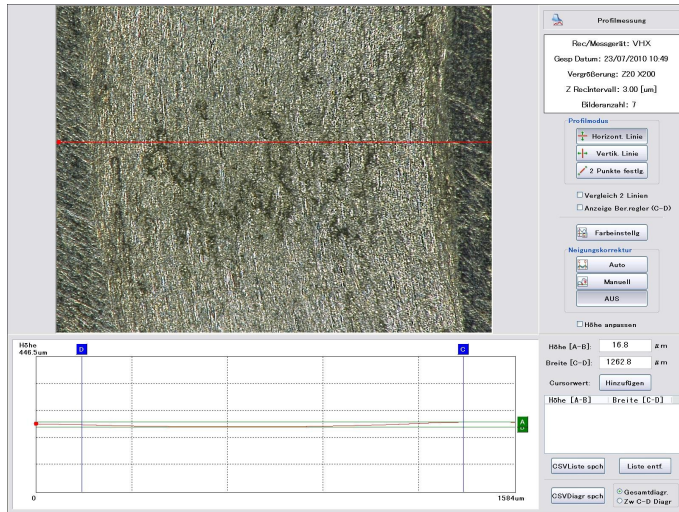 Profilmessung
Rec/Messgerät: VHX
Gesp Datum: 23/07/2010 10:49
Vergrößerung: Z20 X200
Z RecIntervall: 3.00 [um]
Bilderanzahl: 7
Profilmodus
Horizont. Linie
Vertik. Linie
2 Punkte festlg.
Vergleich 2 Linien
Anzeige Ber.regler (C-D)
Farbeinstellg
Neigungskorrektur
Auto
Manuell
AUS
Höhe anpassen
Höhe
446.5um
D
C
A
0
1584um
Höhe [A-B]: 16.8 µm
Breite [C-D]: 1262.8 µm
Cursorwert: Hinzufügen
Höhe [A-B] Breite [C-D]
CSVListe spch
Liste entf.
CSVDiagr spch
Gesamtdiagr.
Zw C-D Diagr